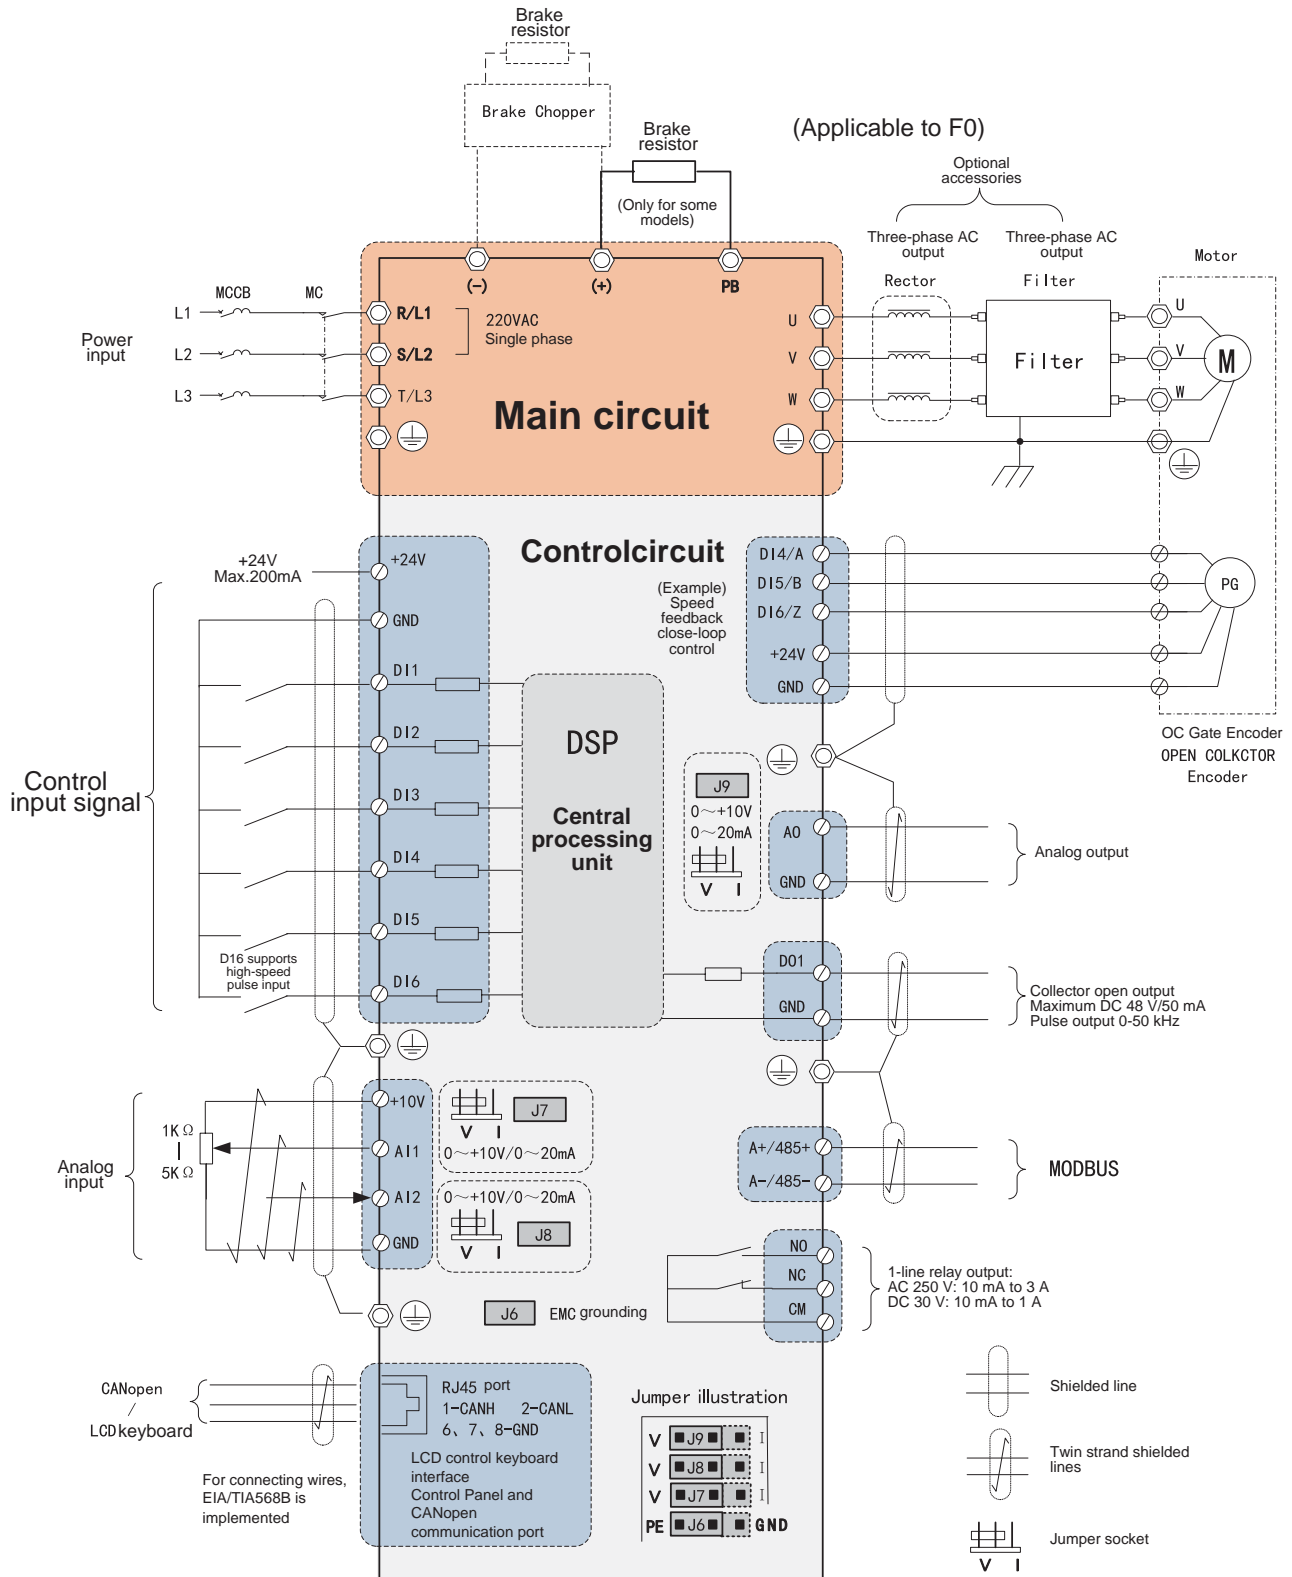 Brake
resistor
Brake Chopper
Brake
resistor
(Only for some
models)
(Applicable to F0)
Optional
accessories
Three-phase AC
output
Three-phase AC
output
Rector
Filter
Motor
(-)
(+)
PB
MCCB
MC
Power
input
L1
L2
L3
R/L1
S/L2
T/L3
220VAC
Single phase
Main circuit
U
V
W
Filter
U
V
W
M
Controlcircuit
+24V
Max.200mA
+24V
GND
DI1
DI2
DI3
DI4
DI5
DI6
Control
input signal
D16 supports
high-speed
pulse input
(Example)
Speed
feedback
close-loop
control
DI4/A
DI5/B
DI6/Z
+24V
GND
PG
OC Gate Encoder
OPEN COLKCTOR
Encoder
DSP
Central
processing
unit
J9
0~+10V
0~20mA
V I
AO
GND
Analog output
DO1
GND
Collector open output
Maximum DC 48 V/50 mA
Pulse output 0-50 kHz
Analog
input
1KΩ
5KΩ
+10V
AI1
AI2
GND
J7
V I
0~+10V/0~20mA
0~+10V/0~20mA
J8
V I
A+/485+
A-/485-
MODBUS
NO
NC
CM
1-line relay output:
AC 250 V: 10 mA to 3 A
DC 30 V: 10 mA to 1 A
J6
EMC grounding
CANopen
/
LCD keyboard
For connecting wires,
EIA/TIA568B is
implemented
RJ45 port
1-CANH 2-CANL
6、7、8-GND
LCD control keyboard
interface
Control Panel and
CANopen
communication port
Jumper illustration
V J9 I
V J8 I
V J7 I
PE J6 GND
Shielded line
Twin strand shielded
lines
Jumper socket
V I